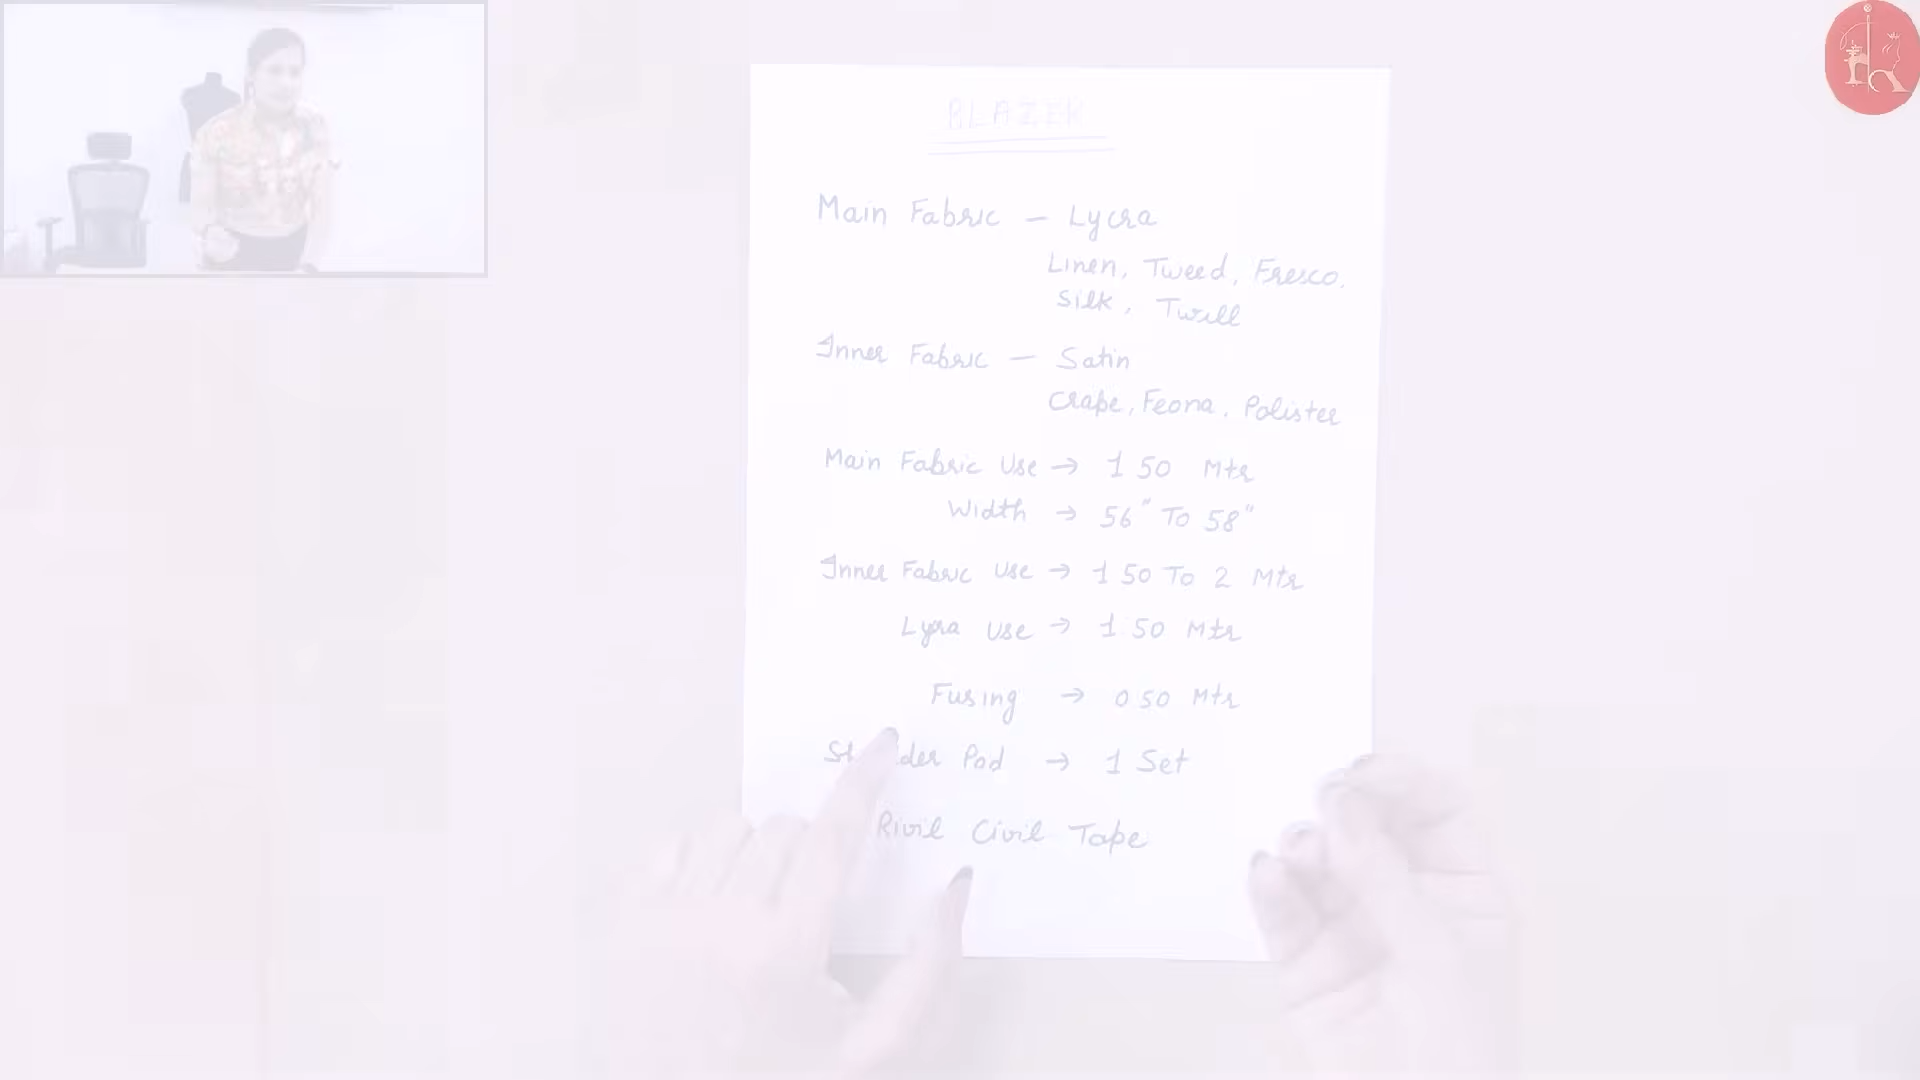 BLAZER
Main Fabric - Lycra
Linen, Tweed, Fresco,
Silk, Twill
Inner Fabric - Satin
Crape, Feona, Polister
Main Fabric Use → 1 50 Mtr
Width → 56" To 58"
Inner Fabric Use → 1 50 To 2 Mtr
Lyra Use → 1 50 Mtr
Fusing → 0 50 Mtr
Pad → 1 Set
Rivil Civil Tape